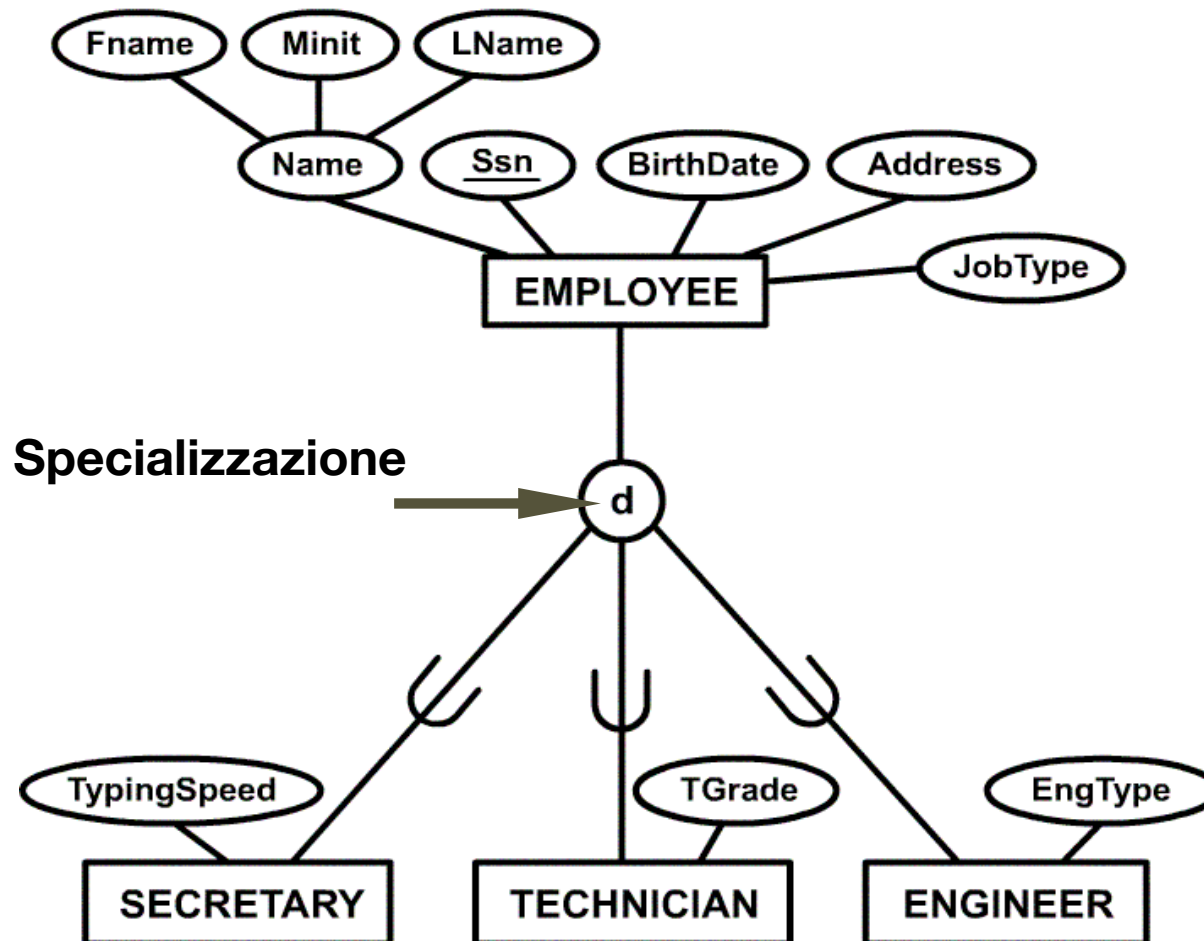 Fname Minit LName
Name Ssn BirthDate Address
JobType
EMPLOYEE
Specializzazione
d
TypingSpeed TGrade EngType
SECRETARY TECHNICIAN ENGINEER